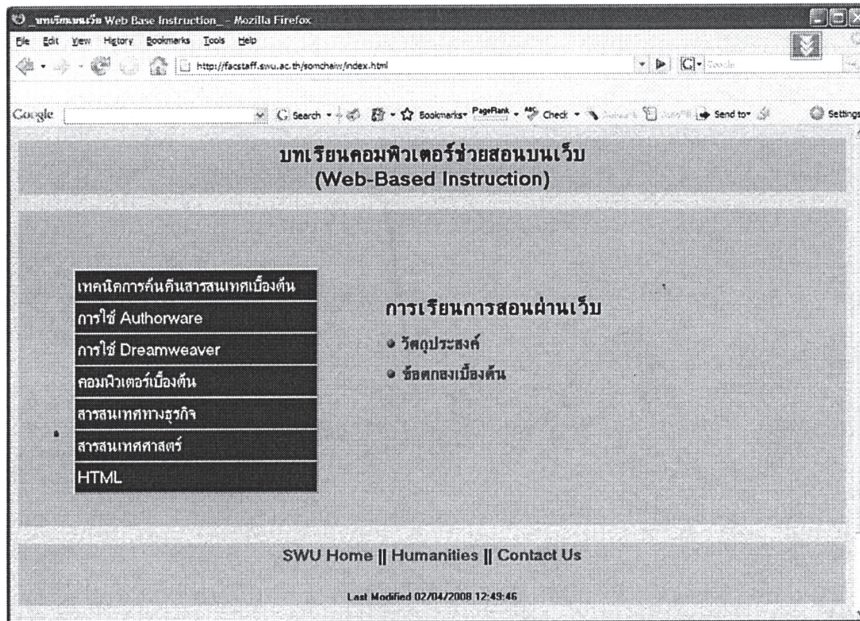 _บทเรียนบนเว็บ Web Base Instruction_ - Mozilla Firefox
File Edit View History Bookmarks Tools Help
http://facstaff.swu.ac.th/somchaiw/index.html
G Google
Google G Search Bookmarks PageRank Check AutoFill Send to Settings
บทเรียนคอมพิวเตอร์ช่วยสอนบนเว็บ
(Web-Based Instruction)
เทคนิคการค้นคืนสารสนเทศเบื้องต้น
การใช้ Authorware
การใช้ Dreamweaver
คอมพิวเตอร์เบื้องต้น
สารสนเทศทางธุรกิจ
สารสนเทศศาสตร์
HTML
การเรียนการสอนผ่านเว็บ
วัตถุประสงค์
ข้อตกลงเบื้องต้น
SWU Home || Humanities || Contact Us
Last Modified 02/04/2008 12:49:46